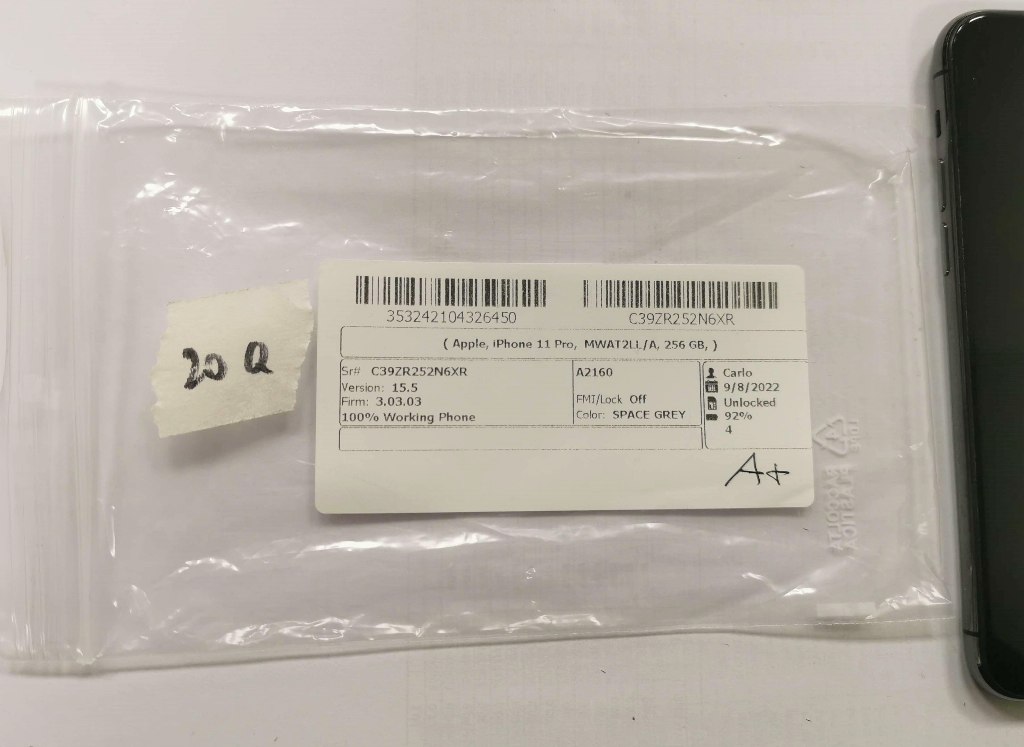 20 Q
353242104326450
C39ZR252N6XR
( Apple, iPhone 11 Pro, MWAT2LL/A, 256 GB, )
Sr# C39ZR252N6XR
Version: 15.5
Firm: 3.03.03
100% Working Phone
A2160
FMI/Lock Off
Color: SPACE GREY
Carlo
9/8/2022
Unlocked
92%
4
A+